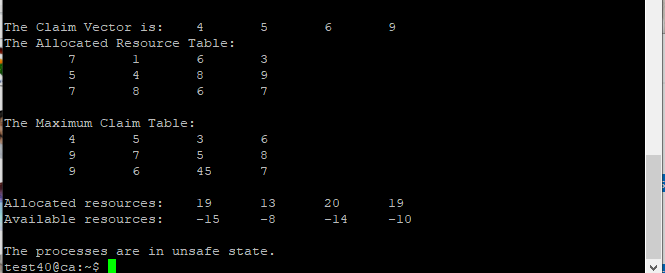 The Claim Vector is: 4 5 6 9
The Allocated Resource Table:
7 1 6 3
5 4 8 9
7 8 6 7
The Maximum Claim Table:
4 5 3 6
9 7 5 8
9 6 45 7
Allocated resources: 19 13 20 19
Available resources: -15 -8 -14 -10
The processes are in unsafe state.
test40@ca:~$